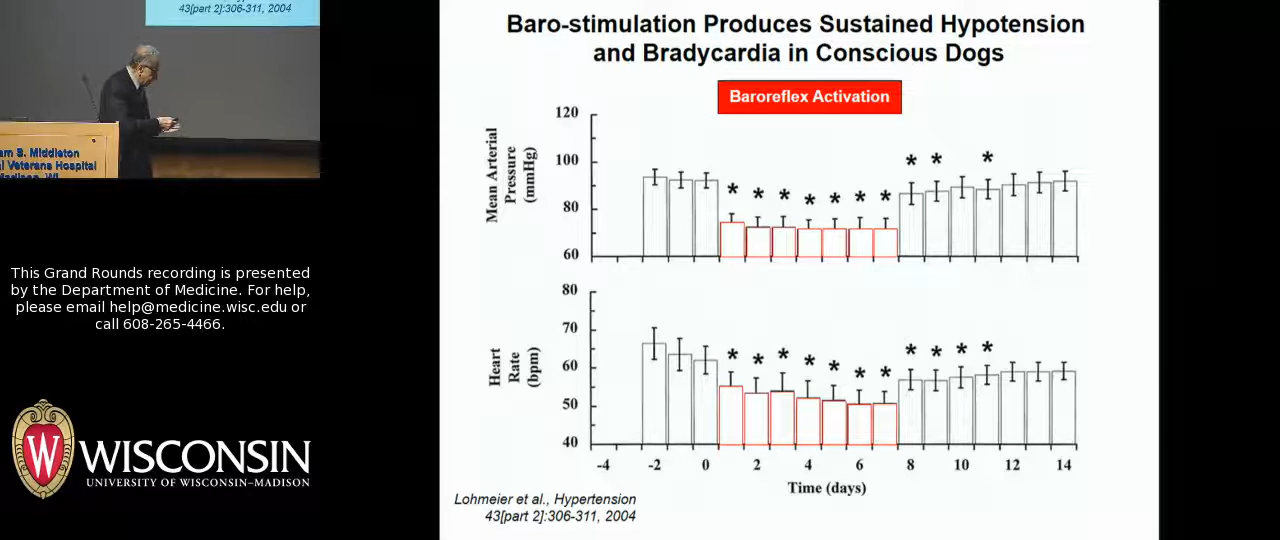 43[part 2]:306-311, 2004
am S. Middleton
l Veterans Hospital
This Grand Rounds recording is presented
by the Department of Medicine. For help,
please email help@medicine.wisc.edu or
call 608-265-4466.
W
WISCONSIN
UNIVERSITY OF WISCONSIN–MADISON
Baro-stimulation Produces Sustained Hypotension
and Bradycardia in Conscious Dogs
Baroreflex Activation
Mean Arterial
Pressure
(mmHg)
120
100
80
60
* * * * * * * * * *
Heart
Rate
(bpm)
80
70
60
50
40
* * * * * * * * * * *
-4 -2 0 2 4 6 8 10 12 14
Time (days)
Lohmeier et al., Hypertension
43[part 2]:306-311, 2004